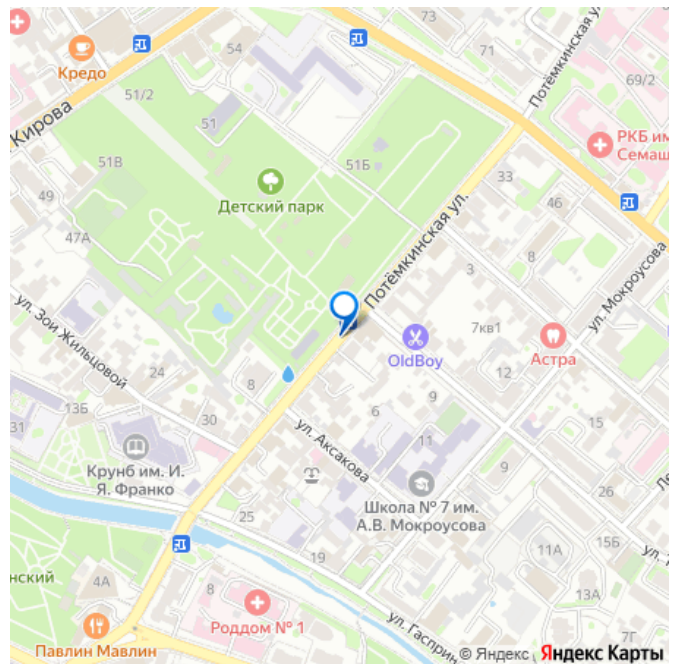 73
71
54
Кредо
Потёмкинская ул.
69/2
51/2
Кирова
51
РКБ им
Семаш
51В
51Б
33
49
Детский парк
46
47А
Потёмкинская ул.
8
3
ул. Мокроусова
ул. Зои Жильцовой
7кв1
OldBoy
Астра
24
8
12
13Б
30
6
9
15
31
ул. Аксакова
11
Крунб им. И.
Я. Франко
9
Школа № 7 им.
А.В. Мокроусова
26
25
19
11А
15Б
нский
4А
8
13А
Роддом № 1
ул. Гасприн
7Г
Павлин Мавлин
© Яндекс
Яндекс Карты